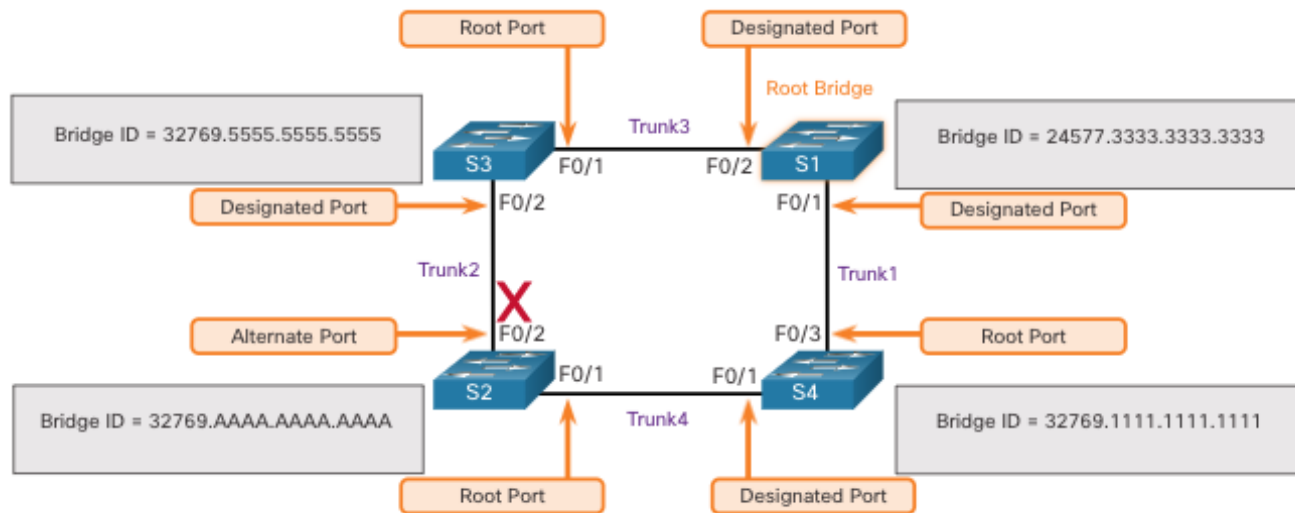 Root Port
Designated Port
Root Bridge
Bridge ID = 32769.5555.5555.5555
Trunk3
Bridge ID = 24577.3333.3333.3333
S3
F0/1
F0/2
S1
Designated Port
F0/2
F0/1
Designated Port
Trunk2
Trunk1
X
Alternate Port
F0/2
F0/3
Root Port
S2
F0/1
F0/1
S4
Bridge ID = 32769.AAAA.AAAA.AAAA
Trunk4
Bridge ID = 32769.1111.1111.1111
Root Port
Designated Port